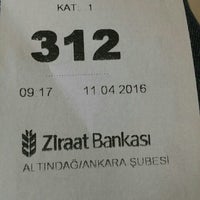 KAT. 1
312
09.17 11.04.2016
Ziraat Bankası
ALTINDAĞ/ANKARA ŞUBESİ